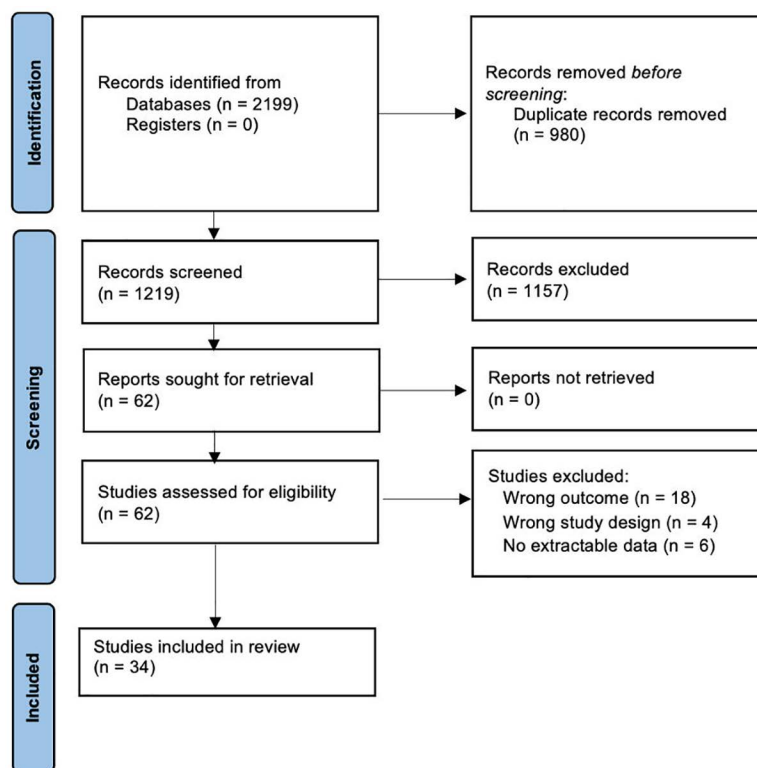 Identification
Records identified from
Databases (n = 2199)
Registers (n = 0)
Records removed before
screening:
Duplicate records removed
(n = 980)
Screening
Records screened
(n = 1219)
Records excluded
(n = 1157)
Reports sought for retrieval
(n = 62)
Reports not retrieved
(n = 0)
Studies assessed for eligibility
(n = 62)
Studies excluded:
Wrong outcome (n = 18)
Wrong study design (n = 4)
No extractable data (n = 6)
Included
Studies included in review
(n = 34)